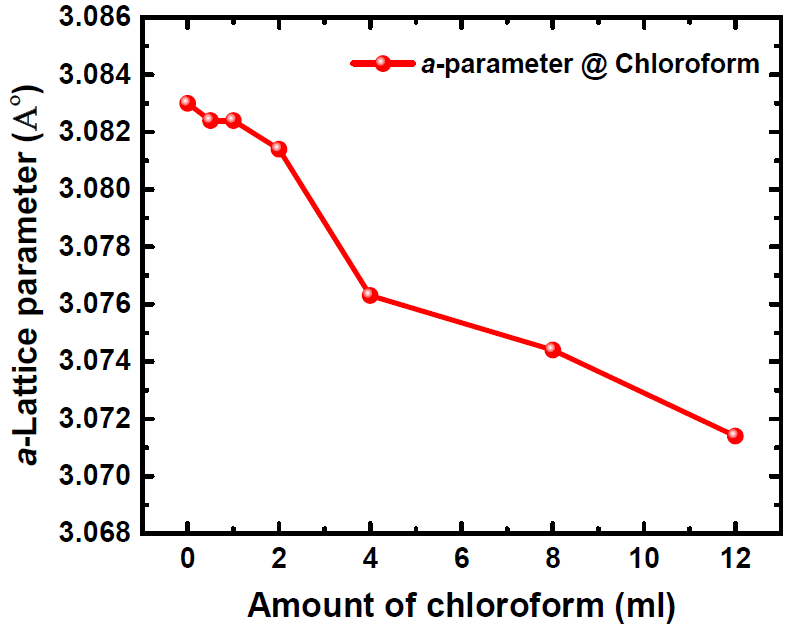 3.086
3.084
3.082
3.080
3.078
3.076
3.074
3.072
3.070
3.068
a-Lattice parameter (A°)
a-parameter @ Chloroform
0 2 4 6 8 10 12
Amount of chloroform (ml)